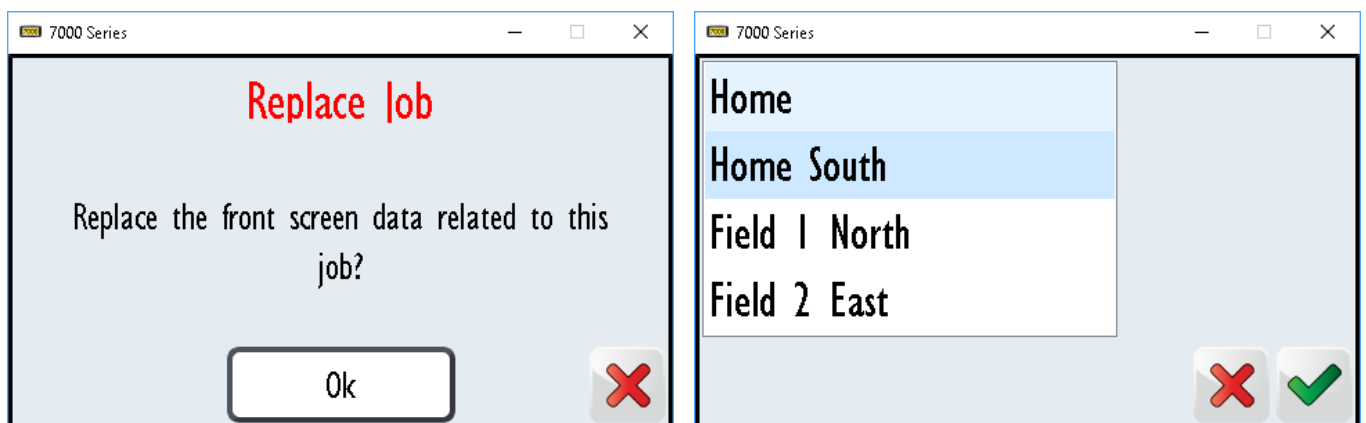 7000 Series
Replace Job
Replace the front screen data related to this
job?
Ok
7000 Series
Home
Home South
Field 1 North
Field 2 East